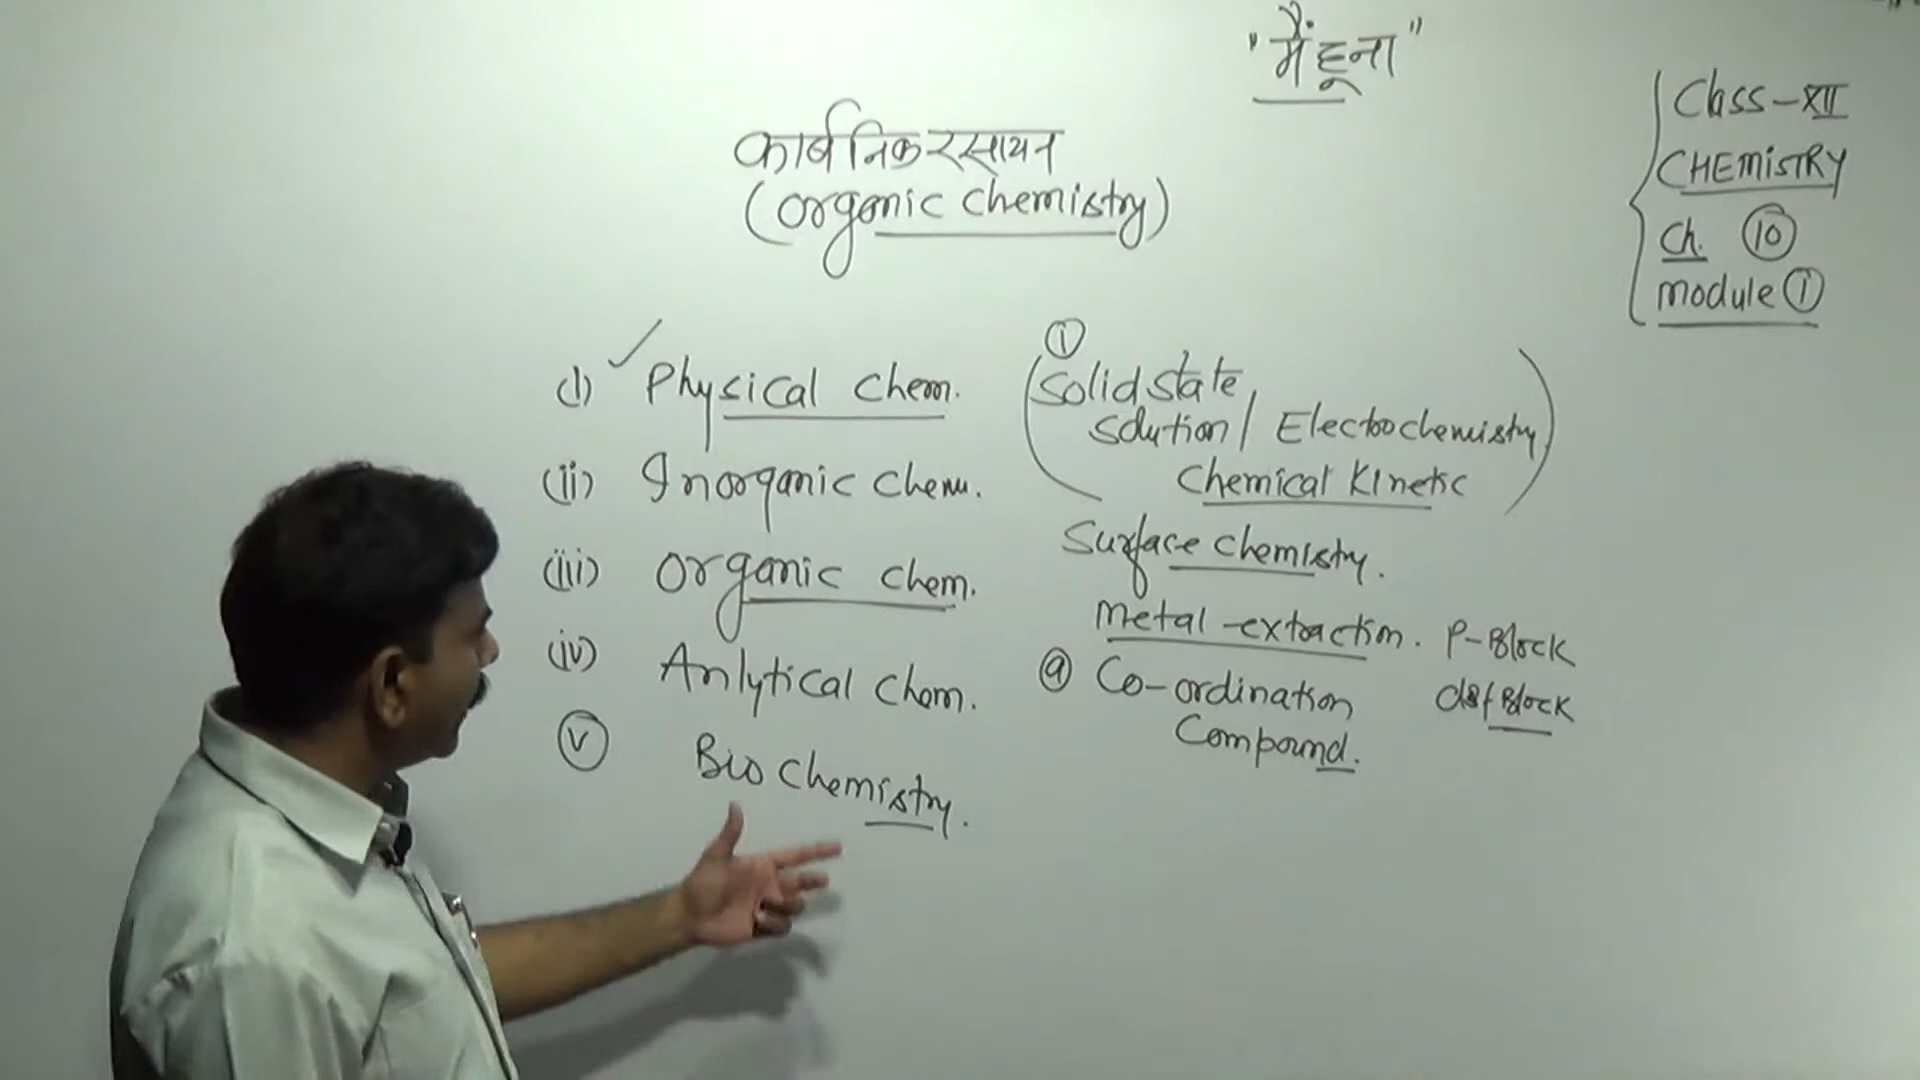 "मैं हूना"
Class-XII
CHEMISTRY
Ch. 10
module 1
कार्बनिक रसायन
(Organic chemistry)
(I) ✓ Physical Chem.
(ii) Inorganic Chem.
(iii) Organic Chem.
(iv) Anlytical Chem.
(V) Bio Chemistry.
(1)
(Solid state
Solution / Electrochemistry
Chemical Kinetic)
Surface chemistry.
Metal-extraction. P-Block
(a) Co-ordination d&f Block
Compound.